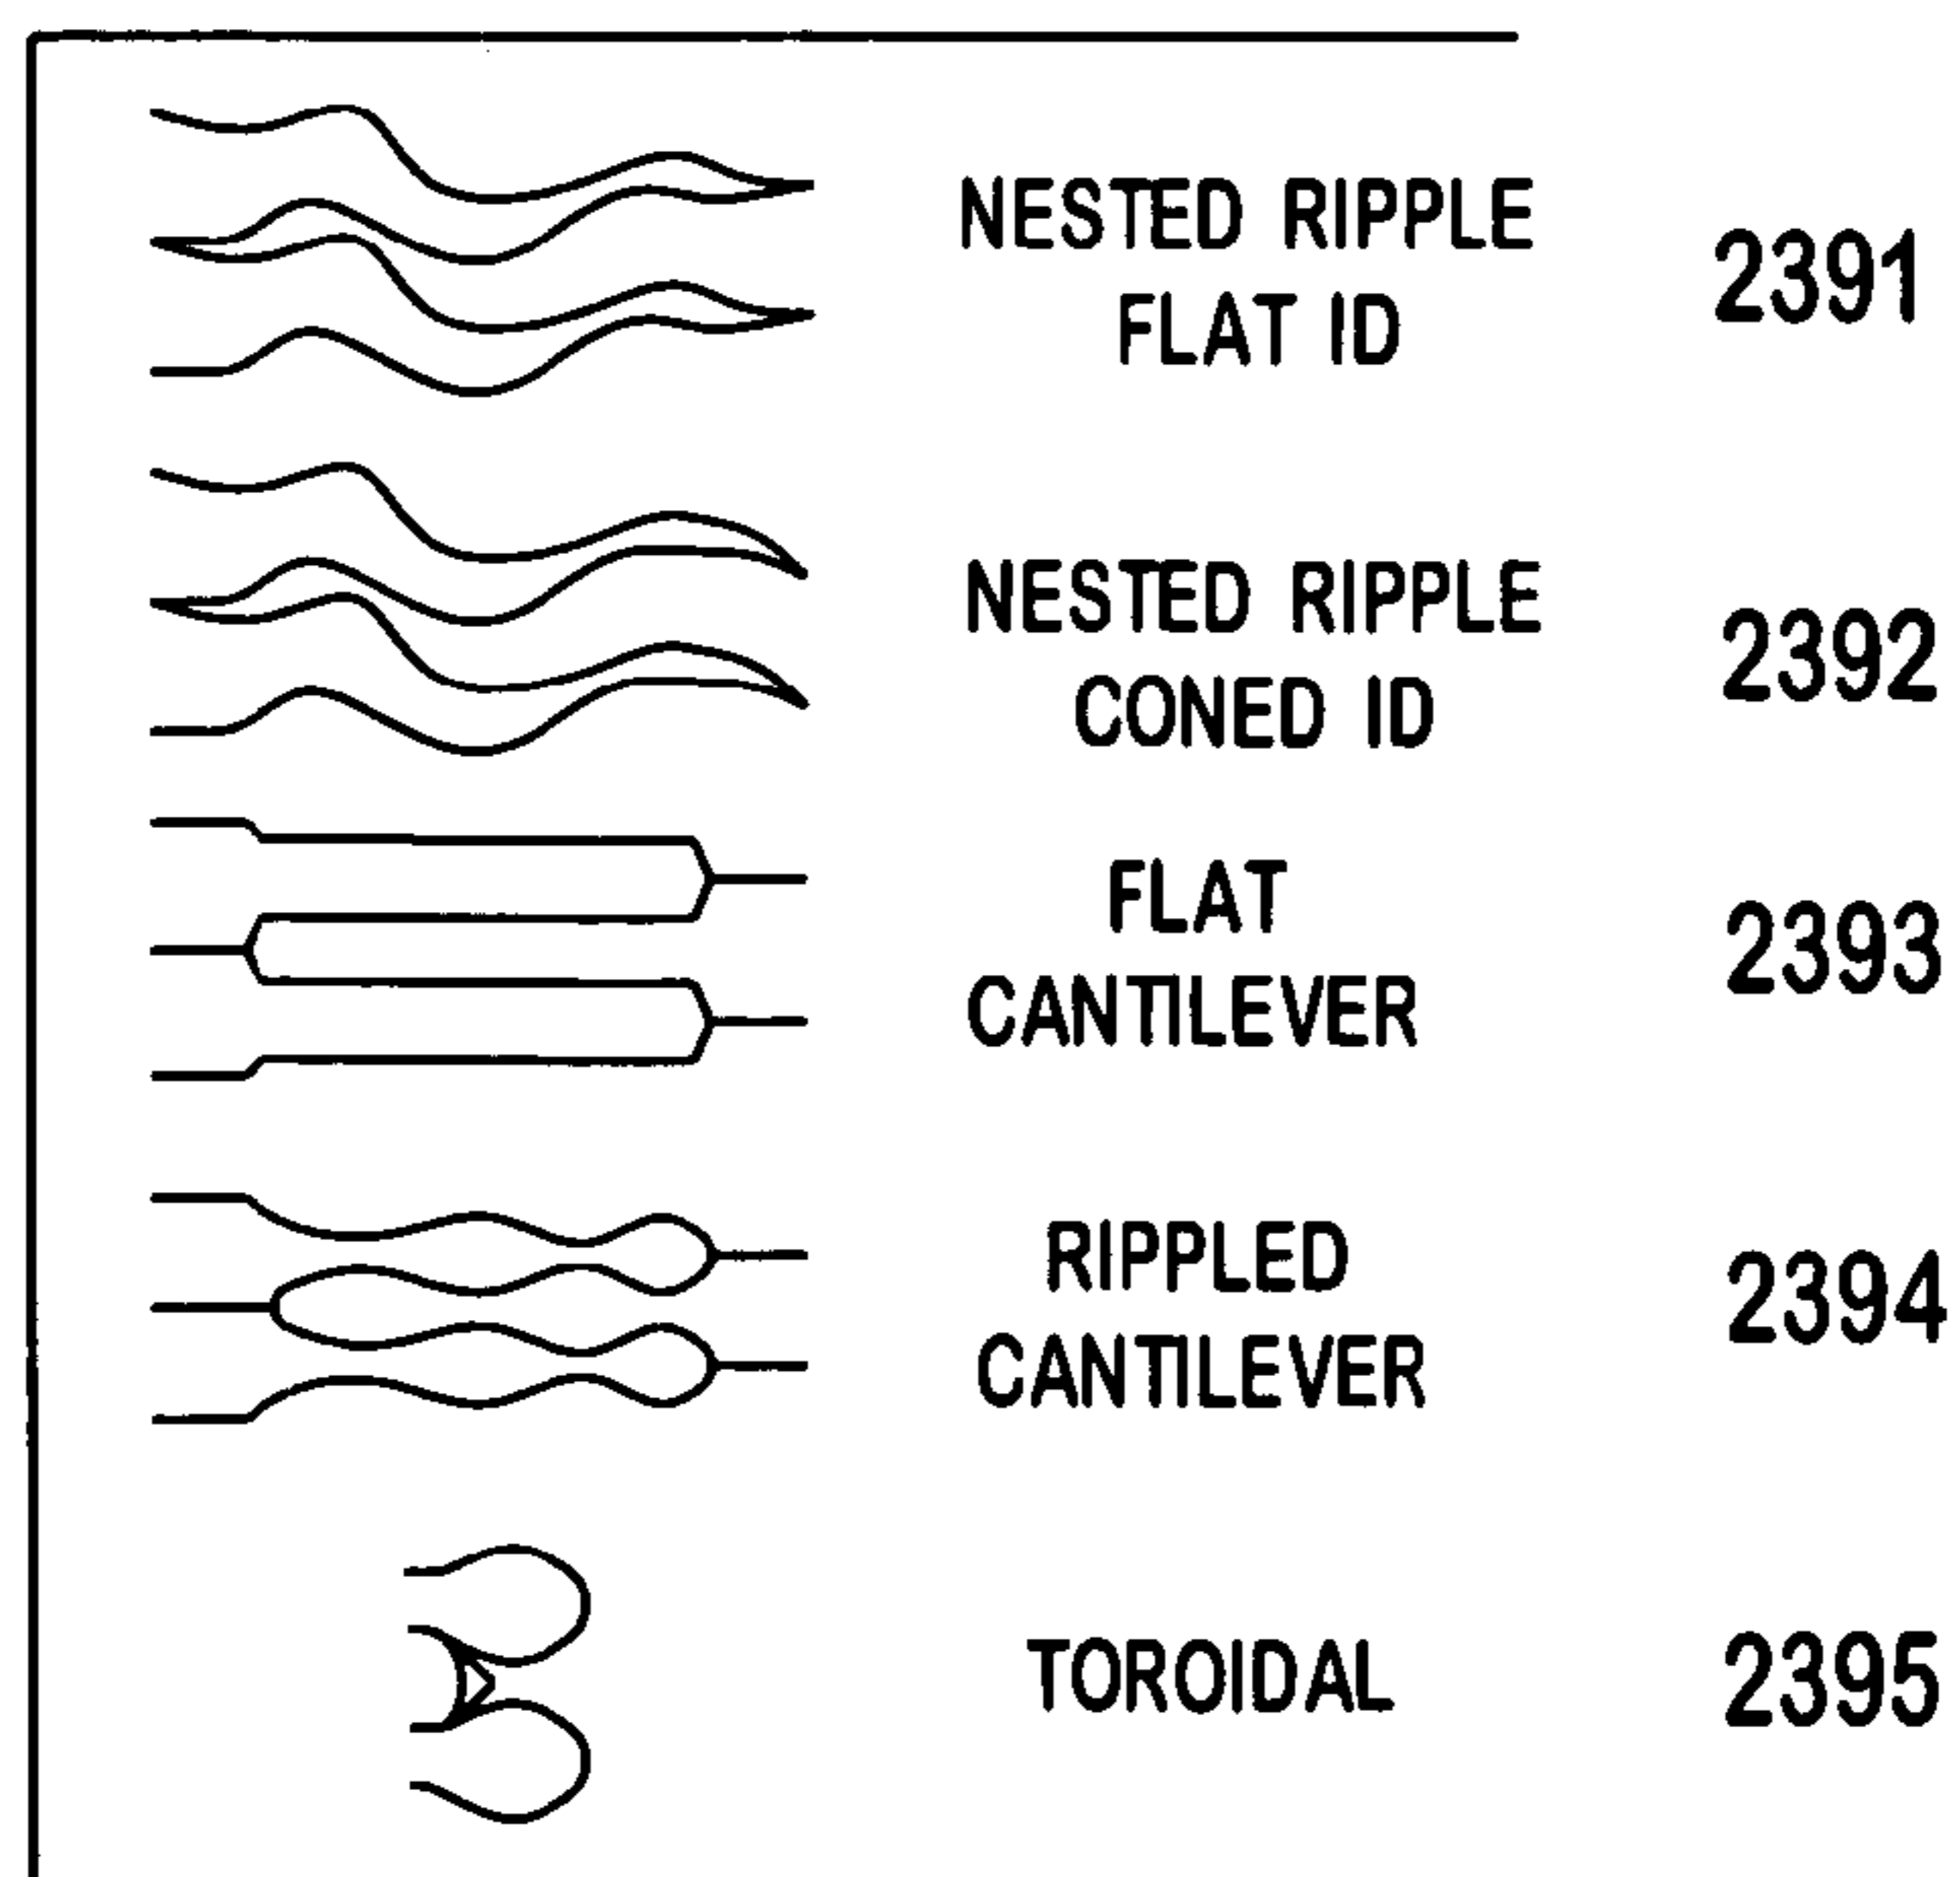 NESTED RIPPLE
FLAT ID
2391
NESTED RIPPLE
CONED ID
2392
FLAT
CANTILEVER
2393
RIPPLED
CANTILEVER
2394
TOROIDAL
2395